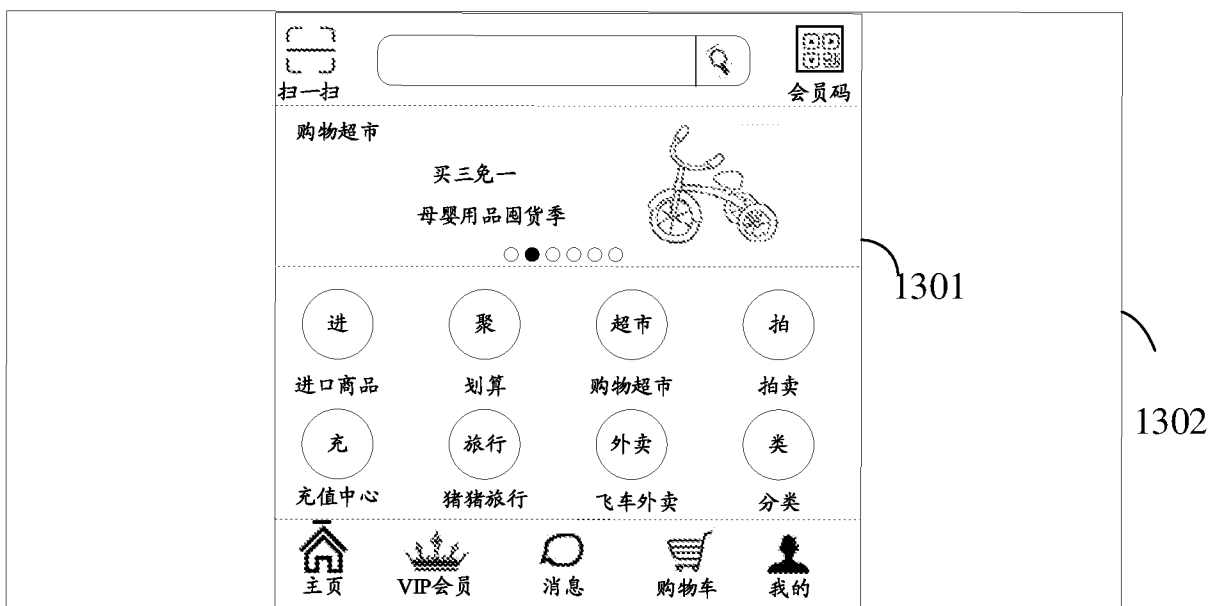 扫一扫
会员码
购物超市
买三免一
母婴用品囤货季
1301
进 聚 超市 拍
进口商品 划算 购物超市 拍卖
1302
充 旅行 外卖 类
充值中心 猪猪旅行 飞车外卖 分类
主页 VIP会员 消息 购物车 我的